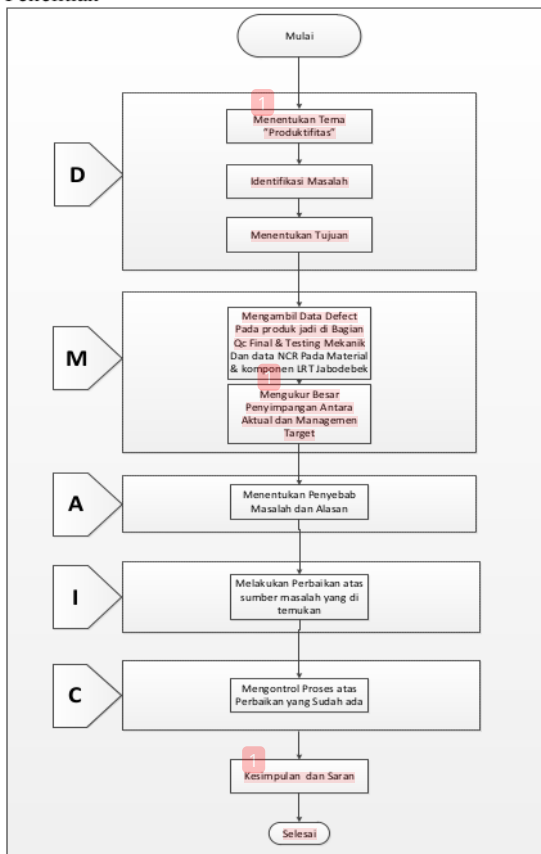 Mulai
1
Menentukan Tema
"Produktifitas"
D
Identifikasi Masalah
Menentukan Tujuan
M
Mengambil Data Defect
Pada produk jadi di Bagian
Qc Final & Testing Mekanik
Dan data NCR Pada Material
& komponen LRT Jabodebek
1
Mengukur Besar
Penyimpangan Antara
Aktual dan Managemen
Target
A
Menentukan Penyebab
Masalah dan Alasan
I
Melakukan Perbaikan atas
sumber masalah yang di
temukan
C
Mengontrol Proses atas
Perbaikan yang Sudah ada
1
Kesimpulan dan Saran
Selesai